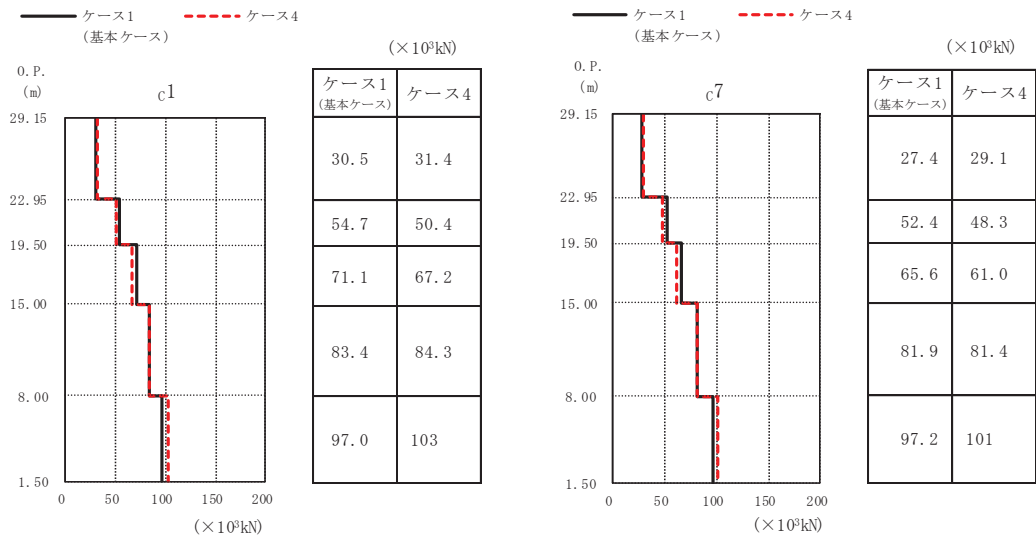 ケース1
(基本ケース)
ケース4
(×10³kN)
O.P.
(m)
C1
ケース1
(基本ケース)
ケース4
29.15
30.5 31.4
22.95
54.7 50.4
19.50
71.1 67.2
15.00
83.4 84.3
8.00
97.0 103
1.50
0 50 100 150 200
(×10³kN)
ケース1
(基本ケース)
ケース4
(×10³kN)
O.P.
(m)
C7
ケース1
(基本ケース)
ケース4
29.15
27.4 29.1
22.95
52.4 48.3
19.50
65.6 61.0
15.00
81.9 81.4
8.00
97.2 101
1.50
0 50 100 150 200
(×10³kN)